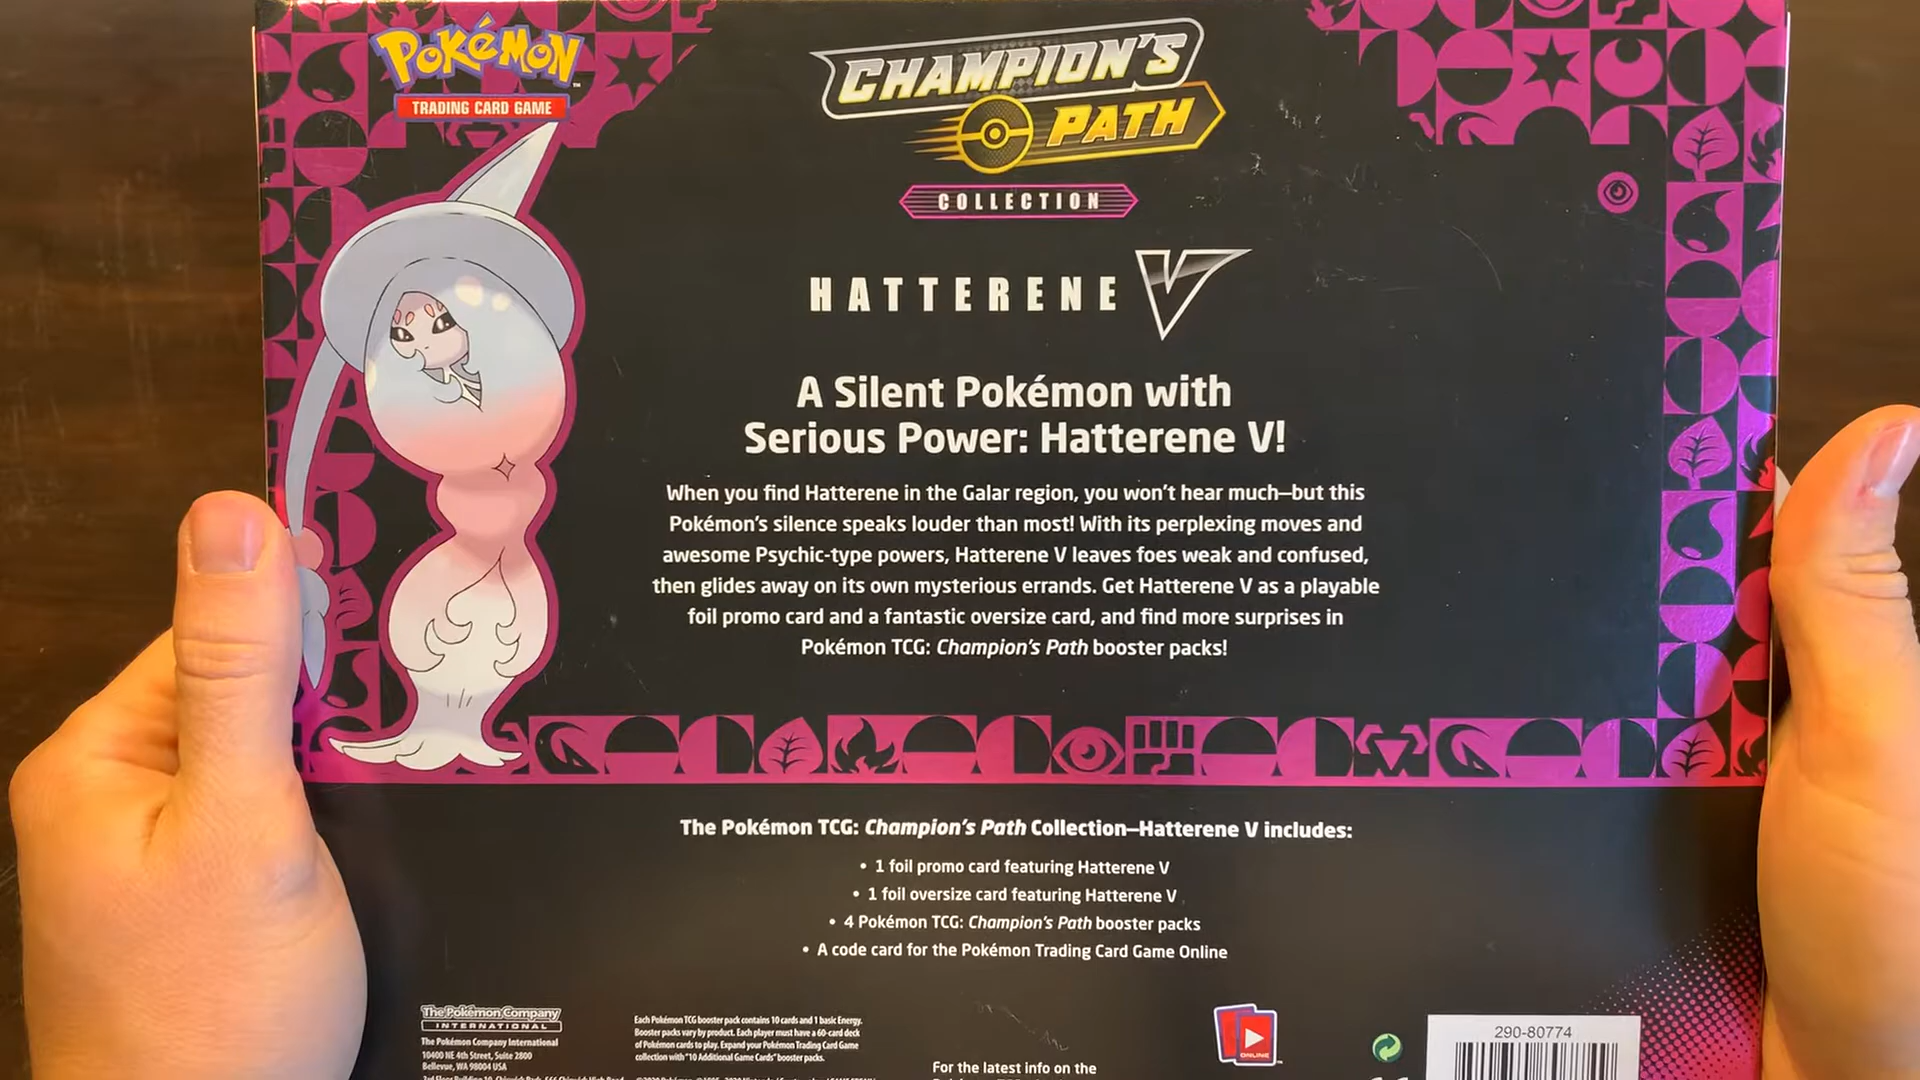 Pokémon
TRADING CARD GAME
CHAMPION'S
PATH
COLLECTION
HATTERENE V
A Silent Pokémon with
Serious Power: Hatterene V!
When you find Hatterene in the Galar region, you won't hear much—but this
Pokémon's silence speaks louder than most! With its perplexing moves and
awesome Psychic-type powers, Hatterene V leaves foes weak and confused,
then glides away on its own mysterious errands. Get Hatterene V as a playable
foil promo card and a fantastic oversize card, and find more surprises in
Pokémon TCG: Champion's Path booster packs!
The Pokémon TCG: Champion's Path Collection—Hatterene V includes:
• 1 foil promo card featuring Hatterene V
• 1 foil oversize card featuring Hatterene V
• 4 Pokémon TCG: Champion's Path booster packs
• A code card for the Pokémon Trading Card Game Online
The Pokémon Company
INTERNATIONAL
The Pokémon Company International
10400 NE 4th Street, Suite 2800
Bellevue, WA 98004 USA
Each Pokémon TCG booster pack contains 10 cards and 1 basic Energy.
Booster packs vary by product. Each player must have a 60-card deck
of Pokémon cards to play. Expand your Pokémon Trading Card Game
collection with "10 Additional Game Cards" booster packs.
For the latest info on the
ONLINE
290-80774